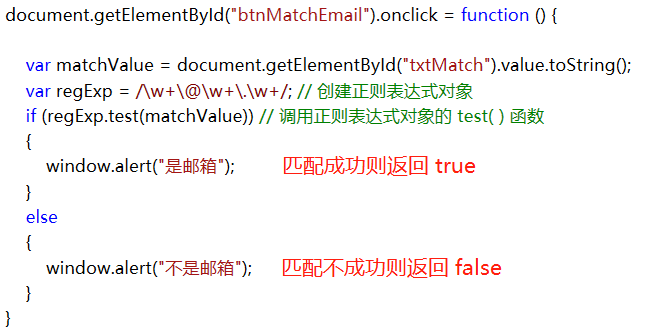 document.getElementById("btnMatchEmail").onclick = function () {
var matchValue = document.getElementById("txtMatch").value.toString();
var regExp = /\w+\@\w+\.\w+/; // 创建正则表达式对象
if (regExp.test(matchValue)) // 调用正则表达式对象的 test( ) 函数
{
window.alert("是邮箱"); 匹配成功则返回 true
}
else
{
window.alert("不是邮箱"); 匹配不成功则返回 false
}
}